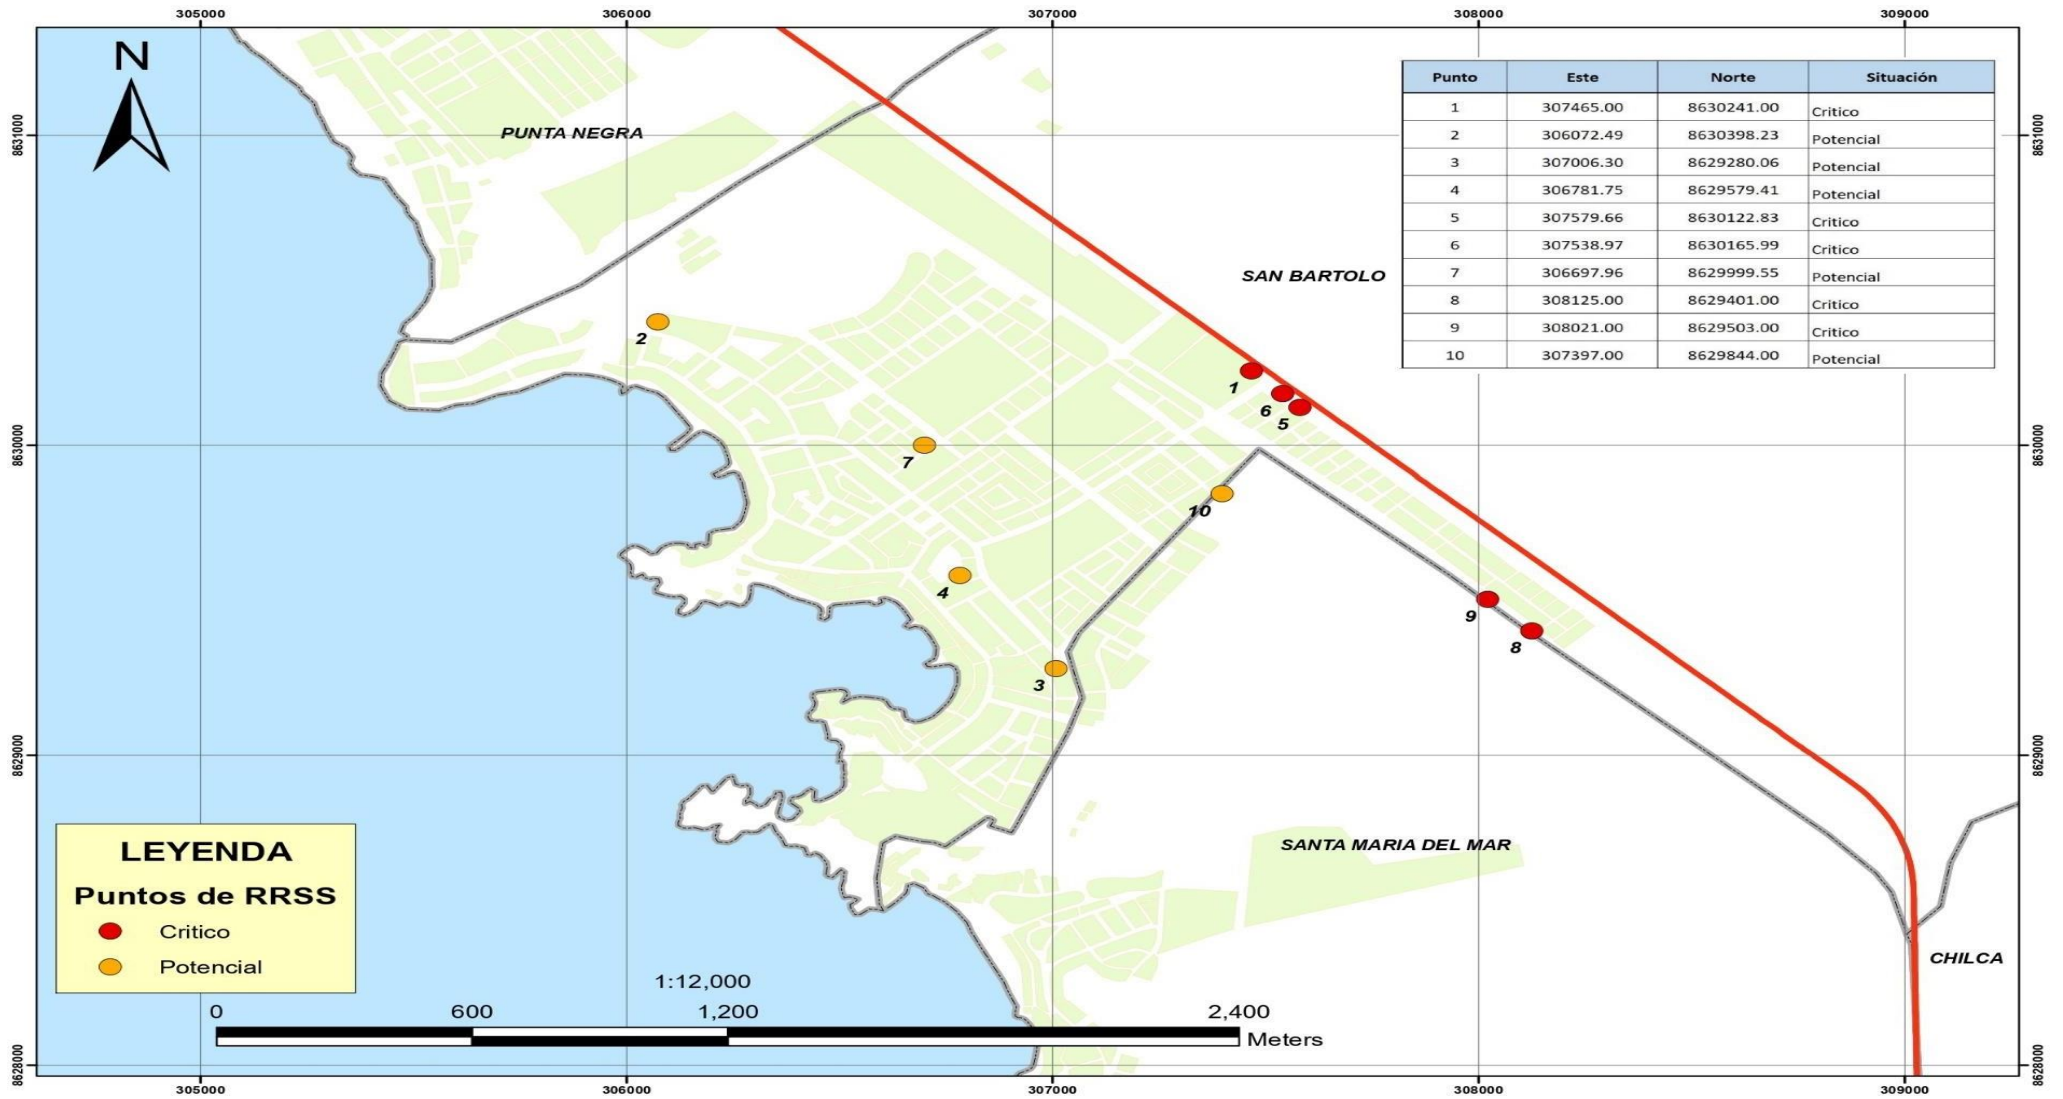 305000 306000 307000 308000 309000
N
Punto Este Norte Situación
1 307465.00 8630241.00 Critico
2 306072.49 8630398.23 Potencial
3 307006.30 8629280.06 Potencial
4 306781.75 8629579.41 Potencial
5 307579.66 8630122.83 Critico
6 307538.97 8630165.99 Critico
7 306697.96 8629999.55 Potencial
8 308125.00 8629401.00 Critico
9 308021.00 8629503.00 Critico
10 307397.00 8629844.00 Potencial
8631000 8631000
PUNTA NEGRA
SAN BARTOLO
2
1
6
5
8630000 8630000
7
10
4
9
8
3
8629000 8629000
SANTA MARIA DEL MAR
CHILCA
LEYENDA
Puntos de RRSS
Critico
Potencial
1:12,000
0 600 1,200 2,400
Meters
8628000 8628000
305000 306000 307000 308000 309000